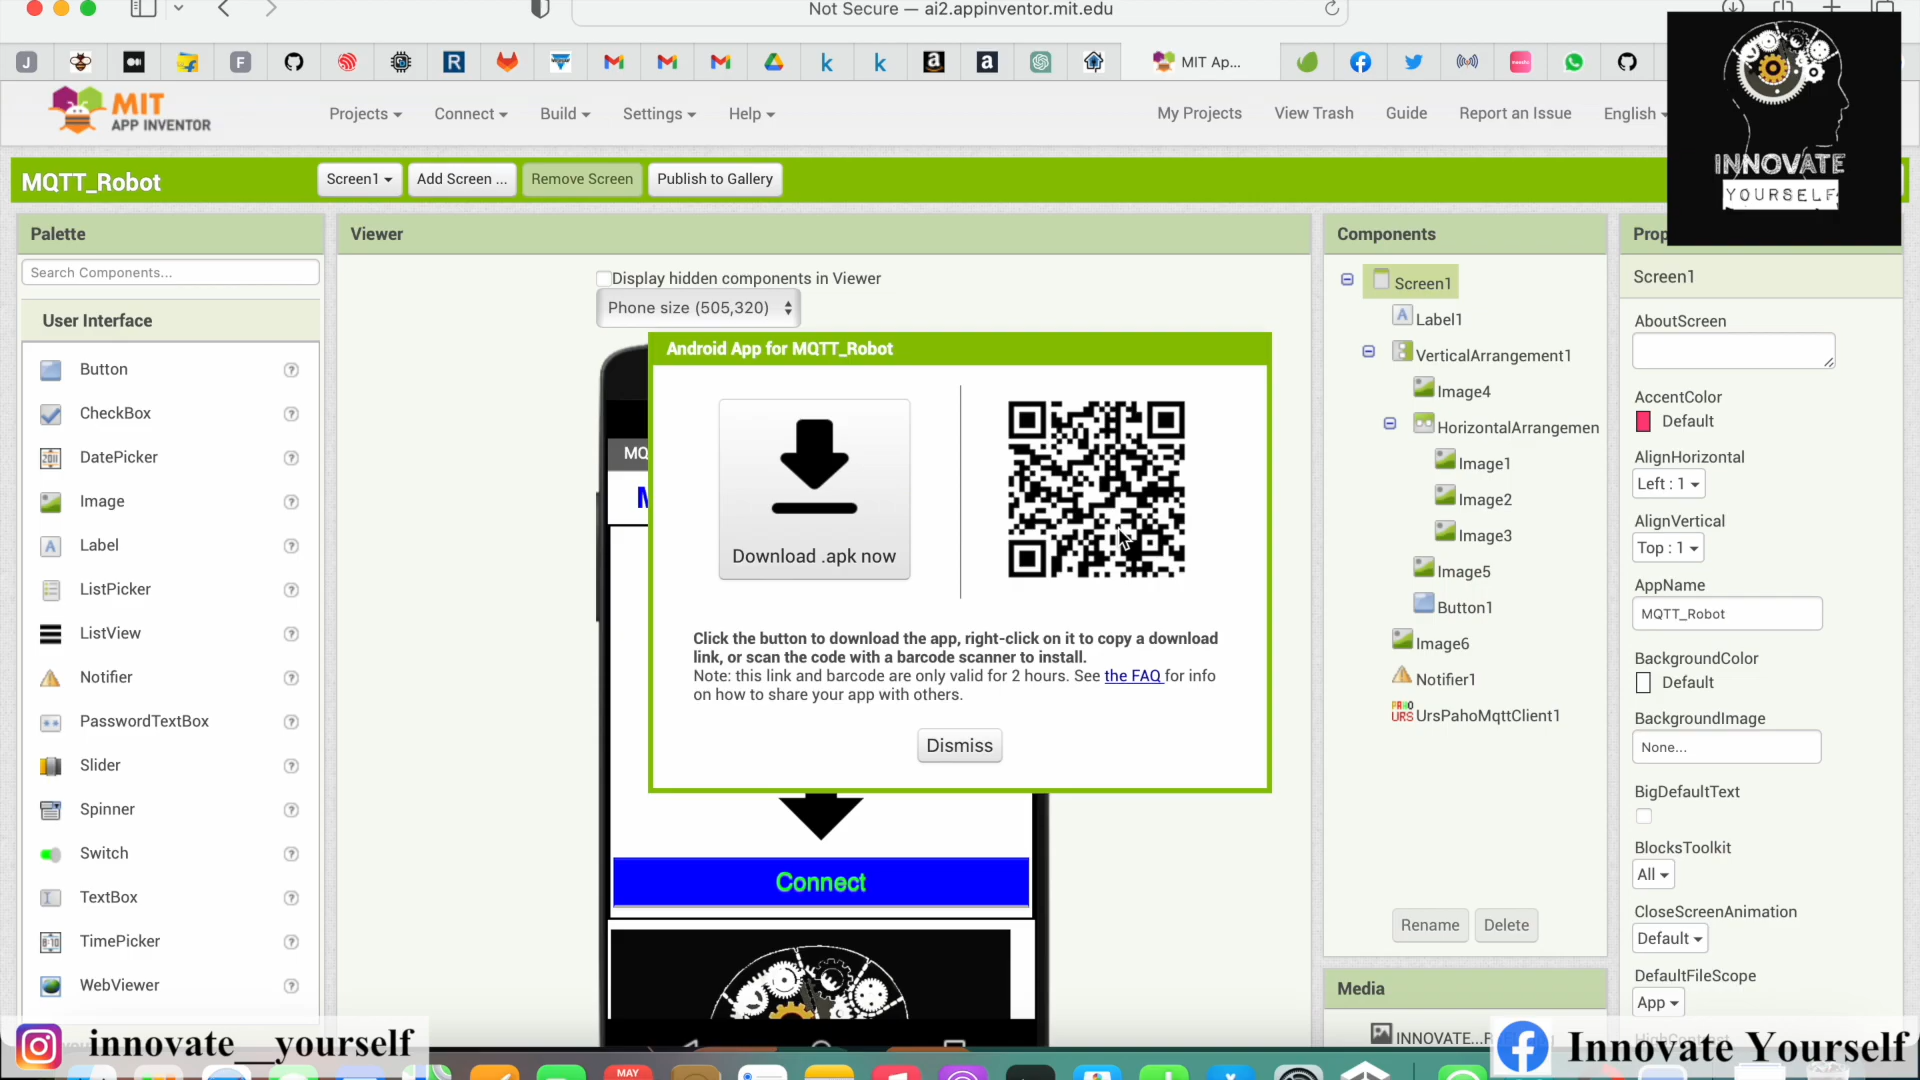 Not Secure — ai2.appinventor.mit.edu
MIT Ap...
MIT
APP INVENTOR
Projects
Connect
Build
Settings
Help
My Projects
View Trash
Guide
Report an Issue
English
INNOVATE
YOURSELF
MQTT_Robot
Screen1
Add Screen ...
Remove Screen
Publish to Gallery
Palette
Viewer
Components
Prop
Search Components...
User Interface
Button
CheckBox
DatePicker
Image
Label
ListPicker
ListView
Notifier
PasswordTextBox
Slider
Spinner
Switch
TextBox
TimePicker
WebViewer
Display hidden components in Viewer
Phone size (505,320)
MQ
M
Android App for MQTT_Robot
Download .apk now
Click the button to download the app, right-click on it to copy a download
link, or scan the code with a barcode scanner to install.
Note: this link and barcode are only valid for 2 hours. See the FAQ for info
on how to share your app with others.
Dismiss
Connect
Screen1
Label1
VerticalArrangement1
Image4
HorizontalArrangemen
Image1
Image2
Image3
Image5
Button1
Image6
Notifier1
UrsPahoMqttClient1
Rename
Delete
Media
INNOVATE...
Screen1
AboutScreen
AccentColor
Default
AlignHorizontal
Left : 1
AlignVertical
Top : 1
AppName
MQTT_Robot
BackgroundColor
Default
BackgroundImage
None...
BigDefaultText
BlocksToolkit
All
CloseScreenAnimation
Default
DefaultFileScope
App
innovate__yourself
Innovate Yourself
MAY